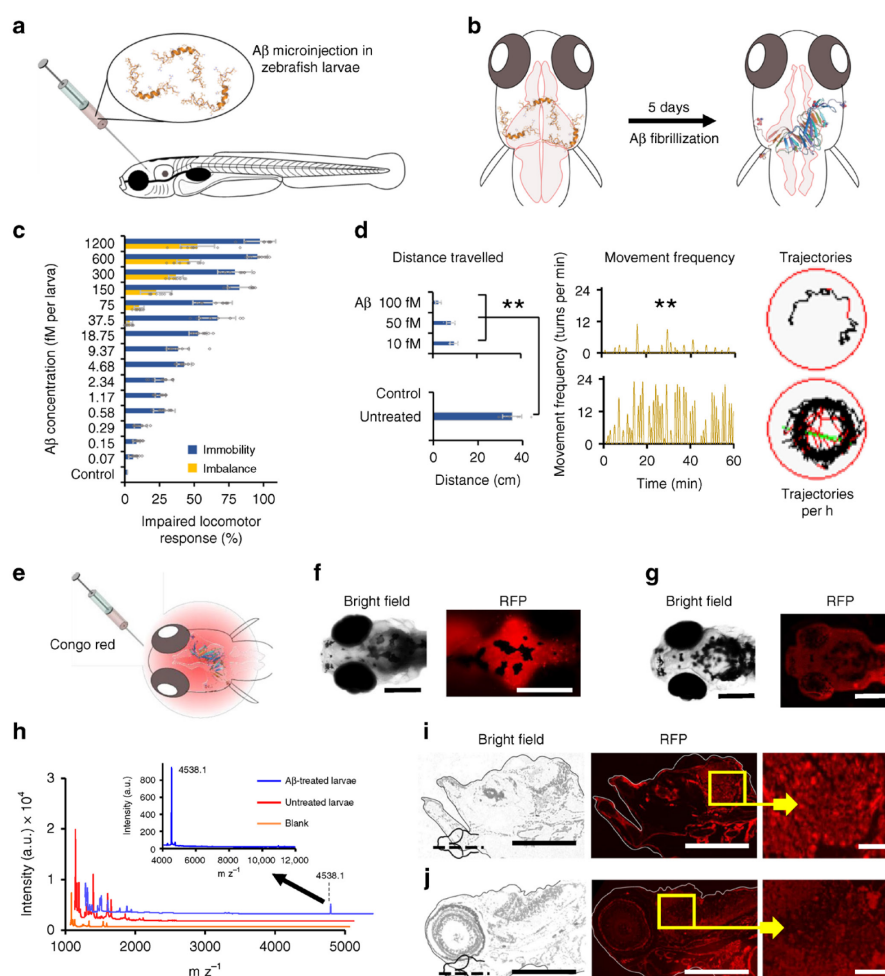 a
Aβ microinjection in
zebrafish larvae
b
5 days
Aβ fibrillization
c
Aβ concentration (fM per larva)
1200
600
300
150
75
37.5
18.75
9.37
4.68
2.34
1.17
0.58
0.29
0.15
0.07
Control
Immobility
Imbalance
0 25 50 75 100
Impaired locomotor
response (%)
d
Distance travelled
Aβ 100 fM
50 fM
10 fM
**
Control
Untreated
0 20 40 60
Distance (cm)
Movement frequency
Movement frequency (turns per min)
24
12
0
**
24
12
0
0 20 40 60
Time (min)
Trajectories
Trajectories
per h
e
Congo red
f
Bright field RFP
g
Bright field RFP
h
Intensity (a.u.) × 10⁴
3
2
1
0
1000 2000 3000 4000 5000
m z⁻¹
4538.1
Intensity (a.u.)
800
600
400
200
0
4000 6000 8000 10,000 12,000
m z⁻¹
4538.1
Aβ-treated larvae
Untreated larvae
Blank
i
Bright field RFP
j